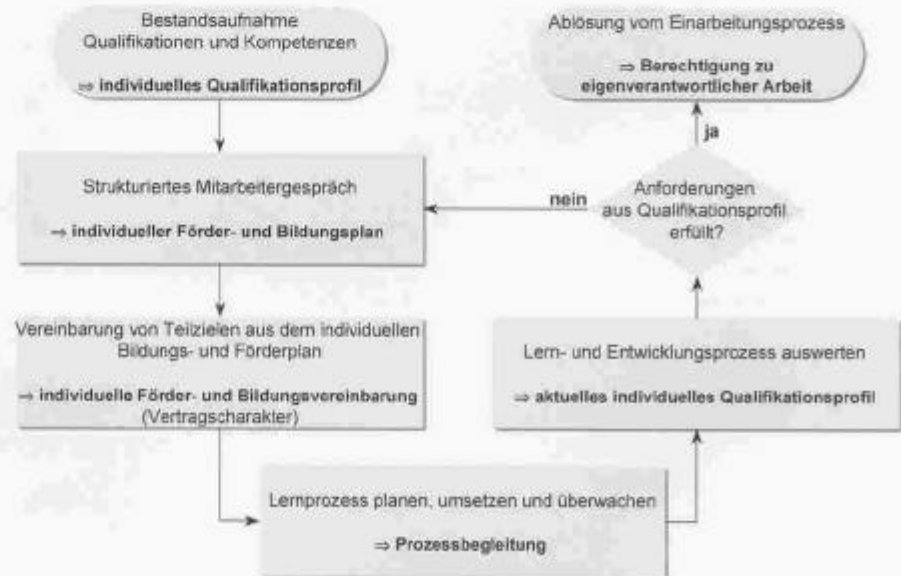 Bestandsaufnahme
Qualifikationen und Kompetenzen
⇒ individuelles Qualifikationsprofil
Strukturiertes Mitarbeitergespräch
⇒ individueller Förder- und Bildungsplan
Vereinbarung von Teilzielen aus dem individuellen
Bildungs- und Förderplan
⇒ individuelle Förder- und Bildungsvereinbarung
(Vertragscharakter)
Lernprozess planen, umsetzen und überwachen
⇒ Prozessbegleitung
Lern- und Entwicklungsprozess auswerten
⇒ aktuelles individuelles Qualifikationsprofil
Anforderungen
aus Qualifikationsprofil
erfüllt?
nein
ja
Ablösung vom Einarbeitungsprozess
⇒ Berechtigung zu
eigenverantwortlicher Arbeit